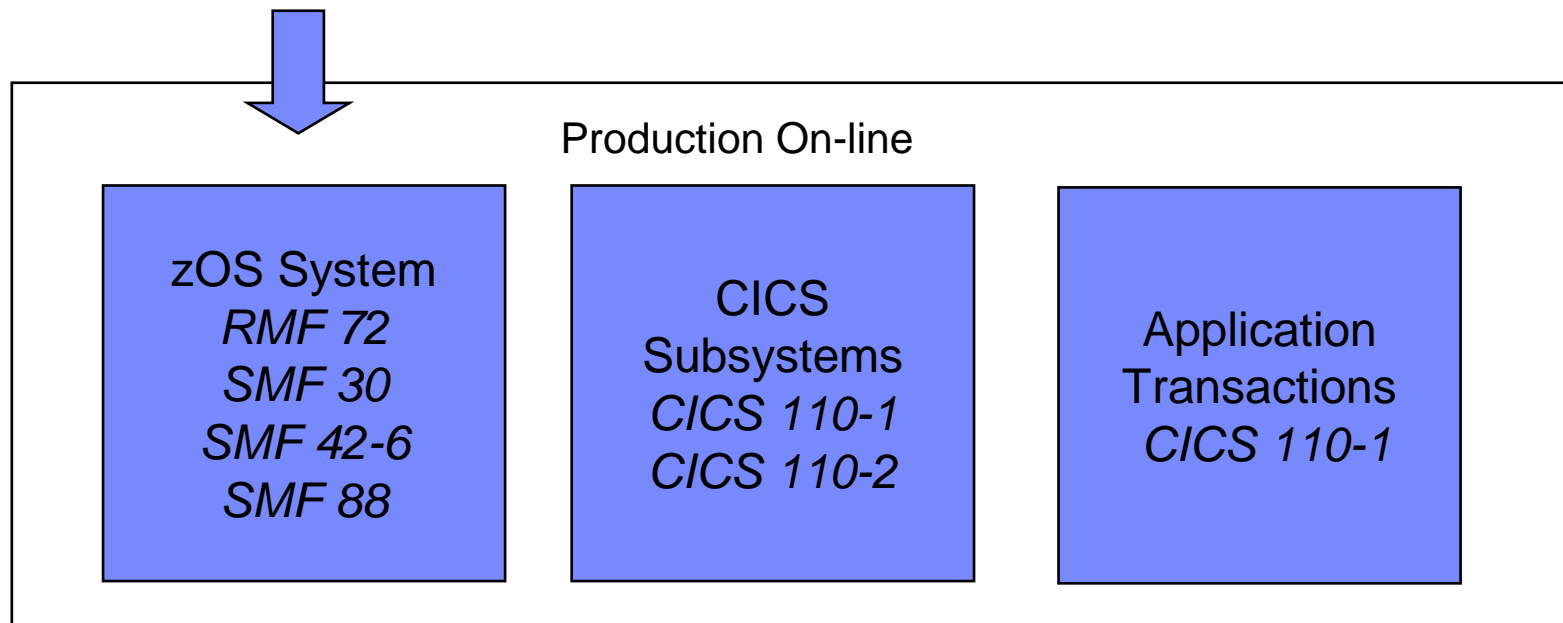 Production On-line
zOS System
RMF 72
SMF 30
SMF 42-6
SMF 88
CICS
Subsystems
CICS 110-1
CICS 110-2
Application
Transactions
CICS 110-1